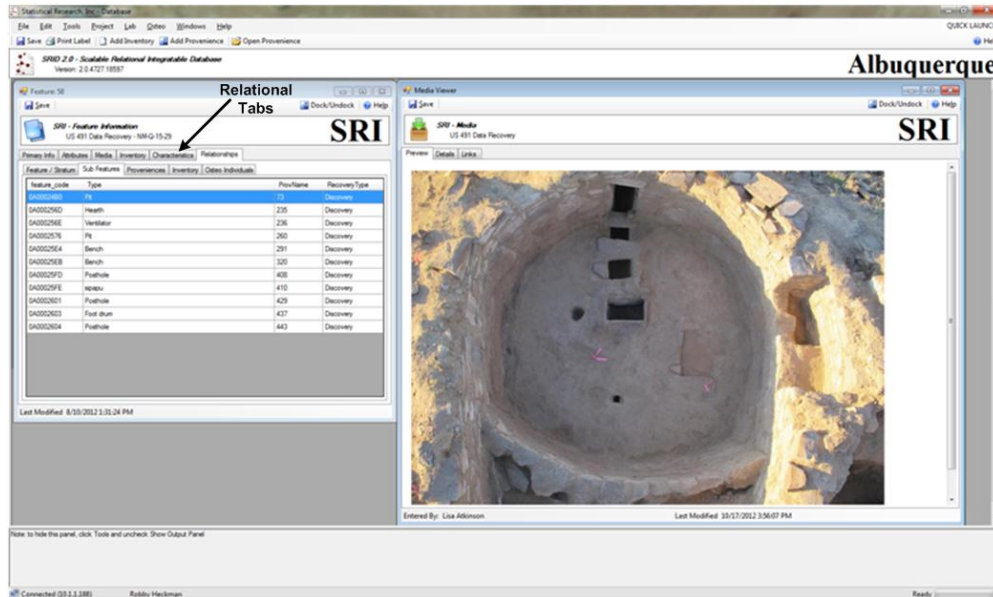 Statistical Research, Inc - Database
File Edit Tools Project Lab Osteo Windows Help
QUICK LAUNC
Save Print Label Add Inventory Add Provenience Open Provenience
Hel
SRID 2.0 - Scalable Relational Integratable Database
Version: 2.0.4727.18597
Albuquerque
Feature: 58
Relational
Tabs
Save
Dock/Undock Help
SRI - Feature Information
US 491 Data Recovery - NM-Q-15-29
SRI
Primary Info Attributes Media Inventory Characteristics Relationships
Feature / Stratum Sub Features Proveniences Inventory Osteo Individuals
feature_code Type ProvName RecoveryType
0A00024B0 Pit 73 Discovery
0A000256D Hearth 235 Discovery
0A000256E Ventilator 236 Discovery
0A0002576 Pit 260 Discovery
0A00025E4 Bench 291 Discovery
0A00025EB Bench 320 Discovery
0A00025FD Posthole 408 Discovery
0A00025FE sipapu 410 Discovery
0A0002601 Posthole 429 Discovery
0A0002603 Foot drum 437 Discovery
0A0002604 Posthole 443 Discovery
Last Modified 8/10/2012 1:31:24 PM
Media Viewer
Save
Dock/Undock Help
SRI - Media
US 491 Data Recovery
SRI
Preview Details Links
Entered By: Lisa Atkinson
Last Modified 10/17/2012 3:56:07 PM
Note: to hide this panel, click Tools and uncheck Show Output Panel
Connected (10.1.1.188) Robby Heckman
Ready